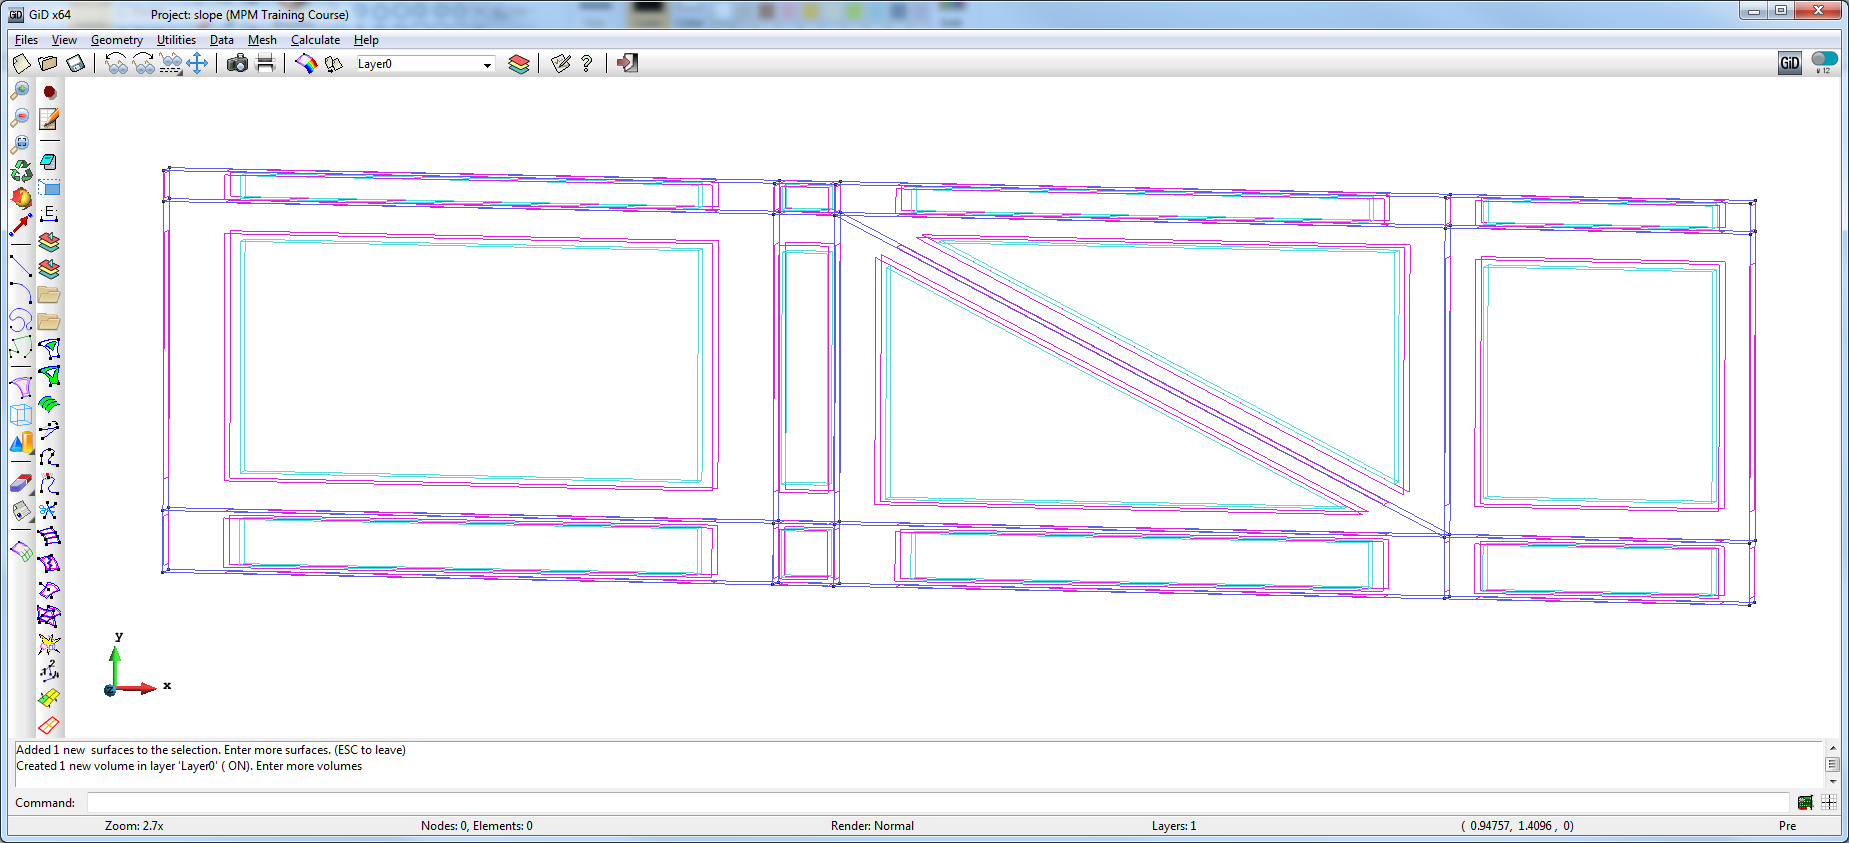 GiD x64 Project: slope (MPM Training Course)
Files View Geometry Utilities Data Mesh Calculate Help
Layer0
GiD
v 12
E
2
y
x
z
Added 1 new  surfaces to the selection. Enter more surfaces. (ESC to leave)
Created 1 new volume in layer 'Layer0' ( ON). Enter more volumes
Command:
Zoom: 2.7x Nodes: 0, Elements: 0 Render: Normal Layers: 1 ( 0.94757, 1.4096 , 0) Pre